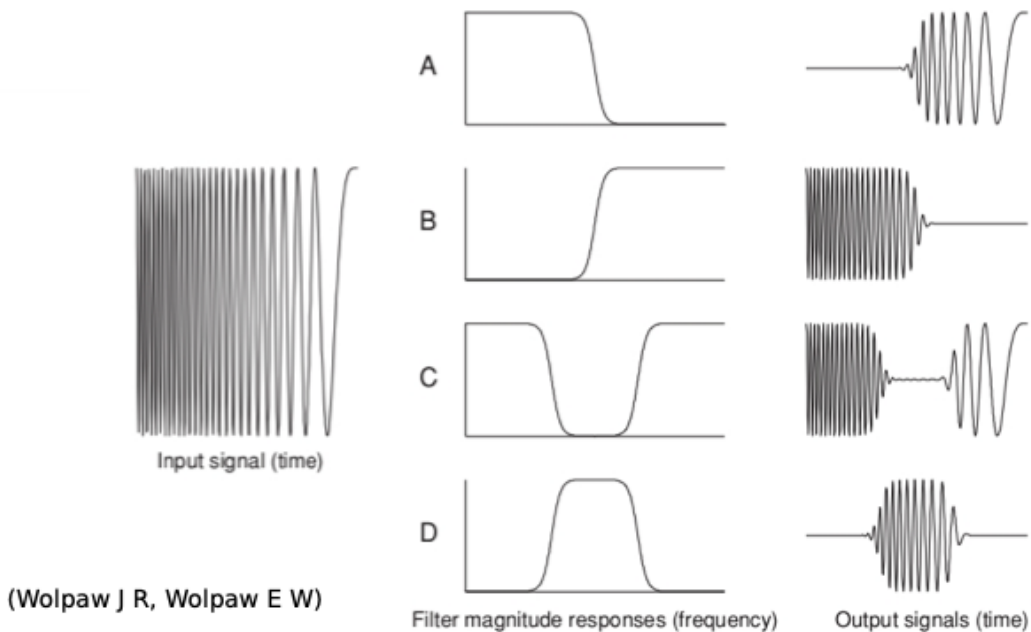 A
B
C
D
Input signal (time)
(Wolpaw J R, Wolpaw E W)
Filter magnitude responses (frequency)
Output signals (time)